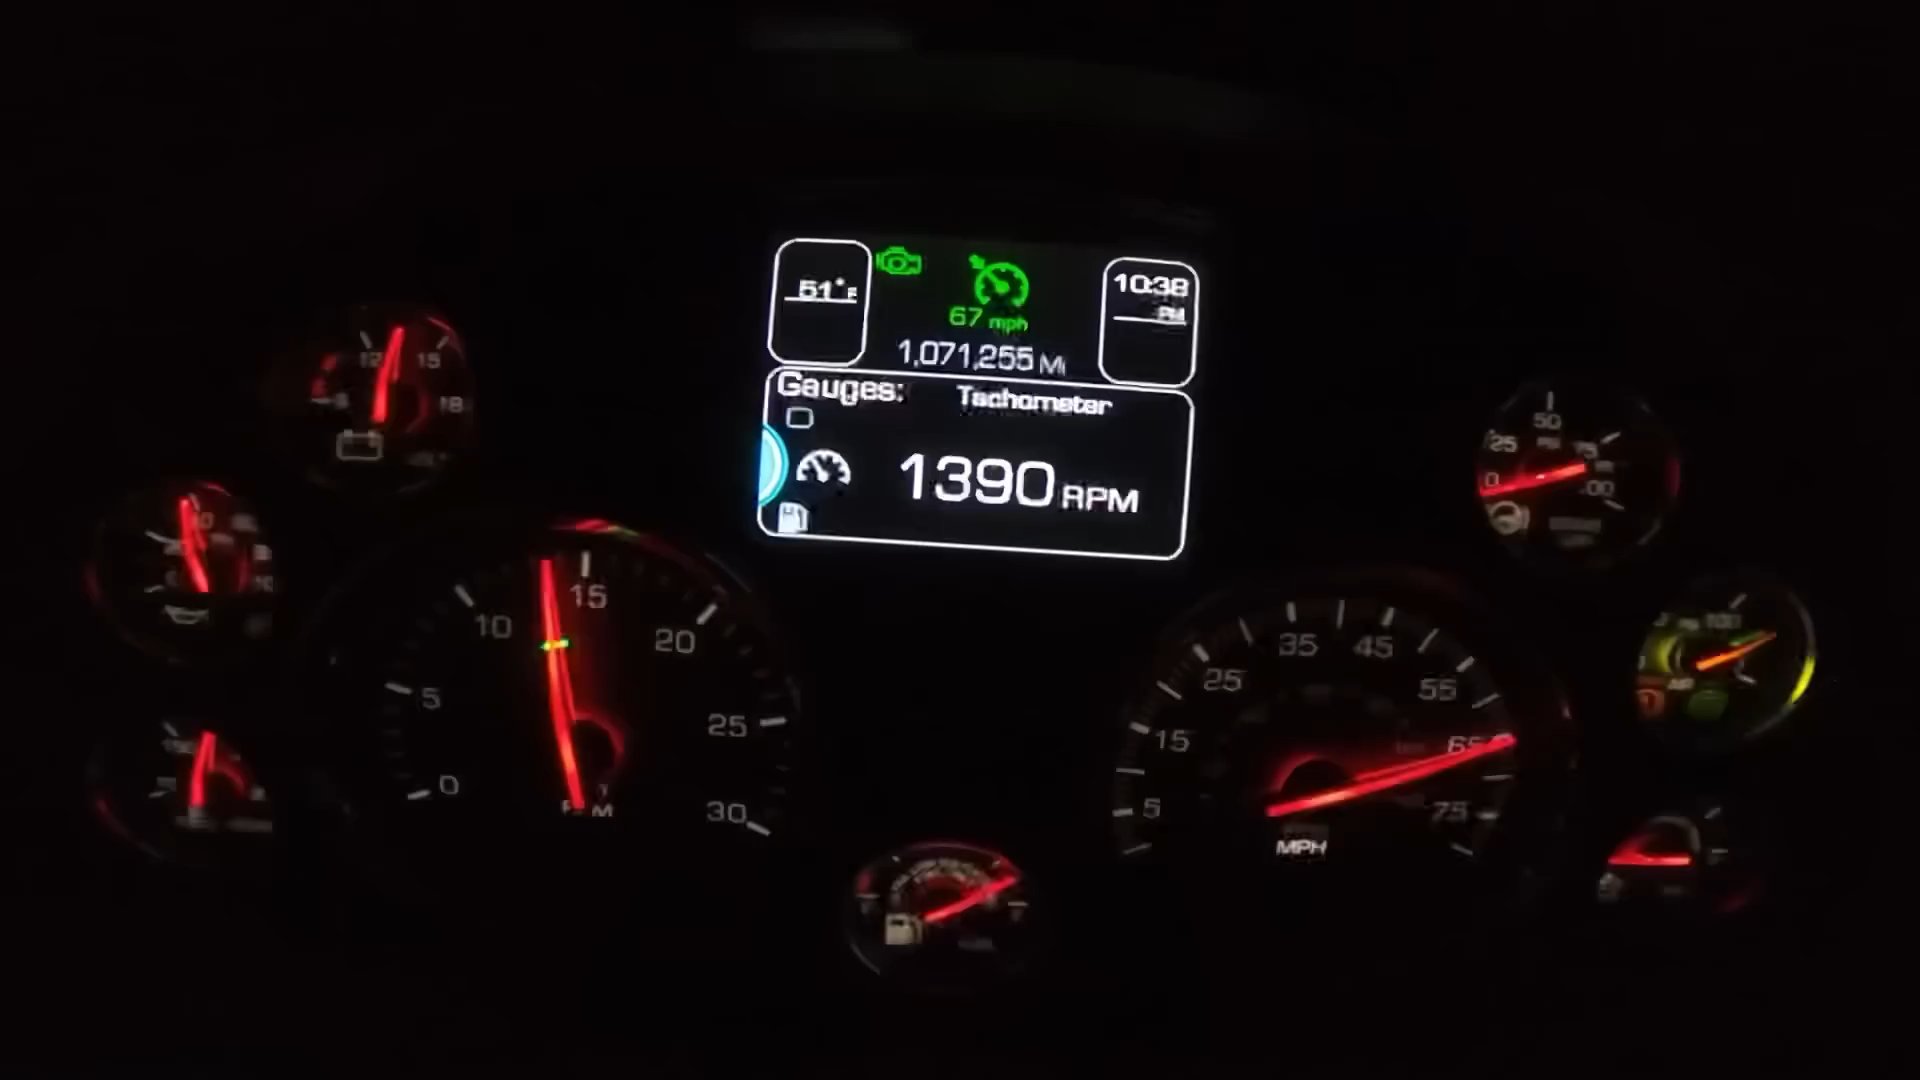 51°F
67 mph
10:38
PM
1,071,255 Mi
Gauges: Tachometer
1390 RPM
12 15
18
50
25 75
0
0 5 10 15 20 25 30
5 15 25 35 45 55 65 75
MPH
100